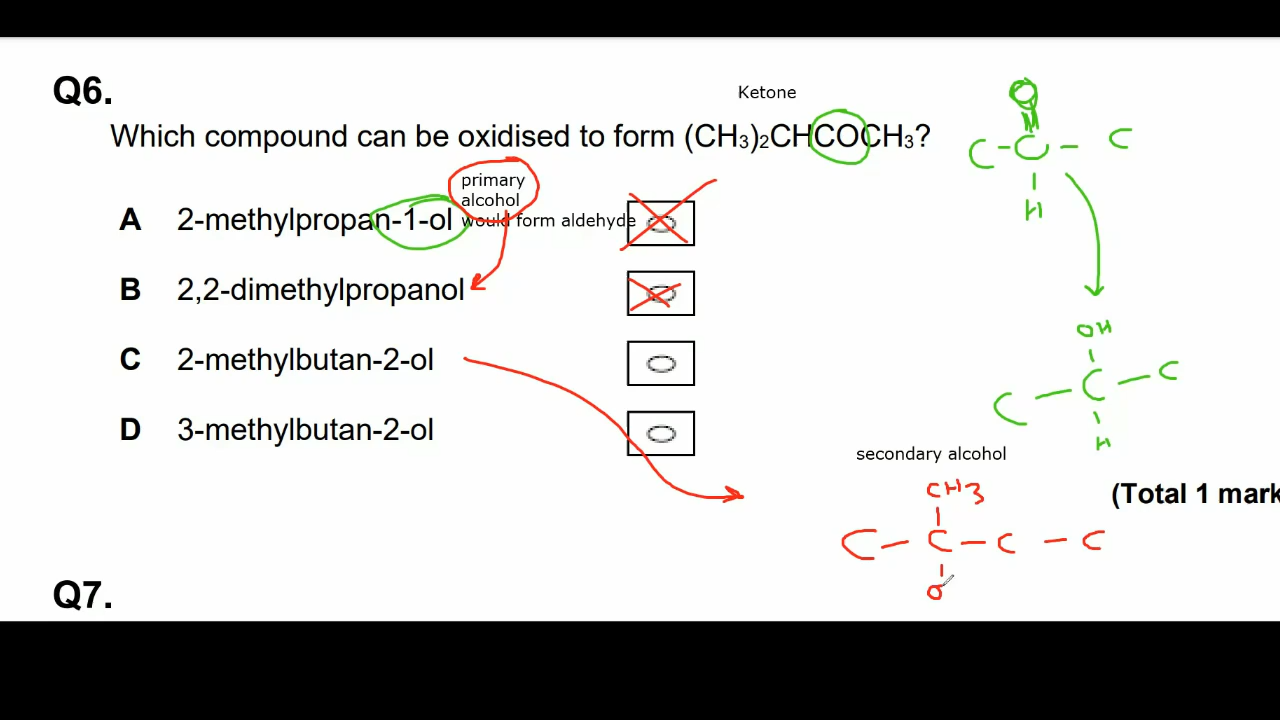 Q6.
Ketone
Which compound can be oxidised to form (CH₃)₂CHCOCH₃?
primary
alcohol
A 2-methylpropan-1-ol would form aldehyde
B 2,2-dimethylpropanol
C 2-methylbutan-2-ol
D 3-methylbutan-2-ol
O
C - C - C
H
OH
C - C - C
H
secondary alcohol
(Total 1 mark
CH3
C - C - C - C
O
Q7.